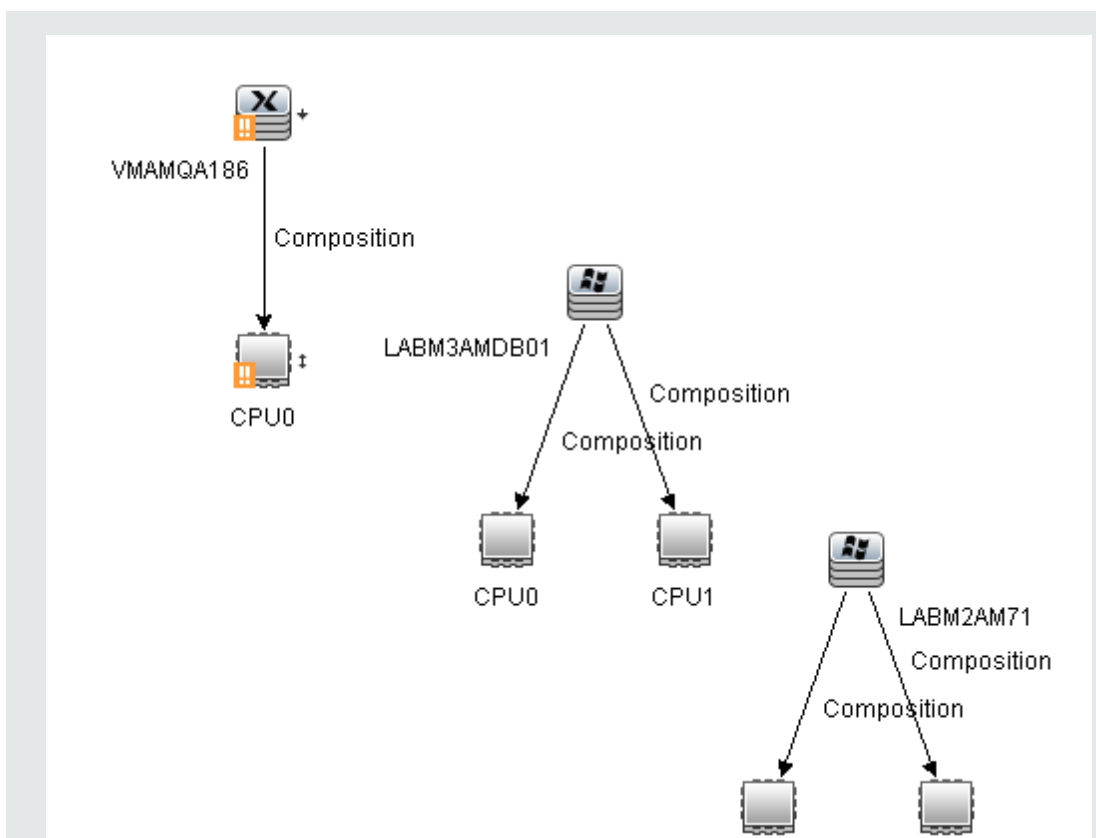 VMAMQA186
Composition
CPU0
LABM3AMDB01
Composition
Composition
CPU0
CPU1
LABM2AM71
Composition
Composition